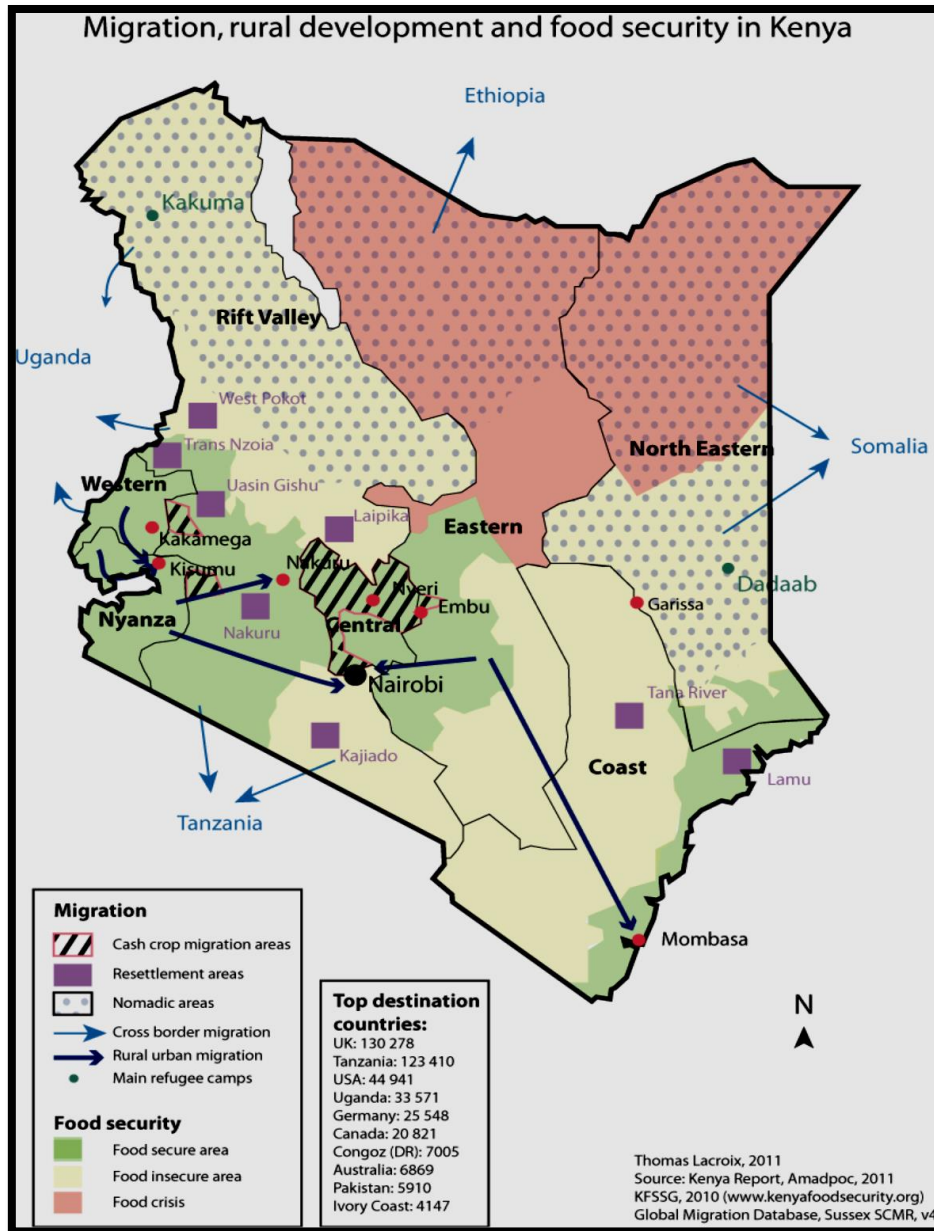 Migration, rural development and food security in Kenya
Ethiopia
Kakuma
Rift Valley
Uganda
West Pokot
Trans Nzoia
North Eastern
Somalia
Western
Uasin Gishu
Laipika
Eastern
Kakamega
Kisumu
Nakuru
Nyeri
Embu
Dadaab
Garissa
Nyanza
Nakuru
Central
Nairobi
Tana River
Kajiado
Coast
Lamu
Tanzania
Mombasa
N
Migration
Cash crop migration areas
Resettlement areas
Nomadic areas
Cross border migration
Rural urban migration
Main refugee camps
Food security
Food secure area
Food insecure area
Food crisis
Top destination
countries:
UK: 130 278
Tanzania: 123 410
USA: 44 941
Uganda: 33 571
Germany: 25 548
Canada: 20 821
Congoz (DR): 7005
Australia: 6869
Pakistan: 5910
Ivory Coast: 4147
Thomas Lacroix, 2011
Source: Kenya Report, Amadpoc, 2011
KFSSG, 2010 (www.kenyafoodsecurity.org)
Global Migration Database, Sussex SCMR, v4